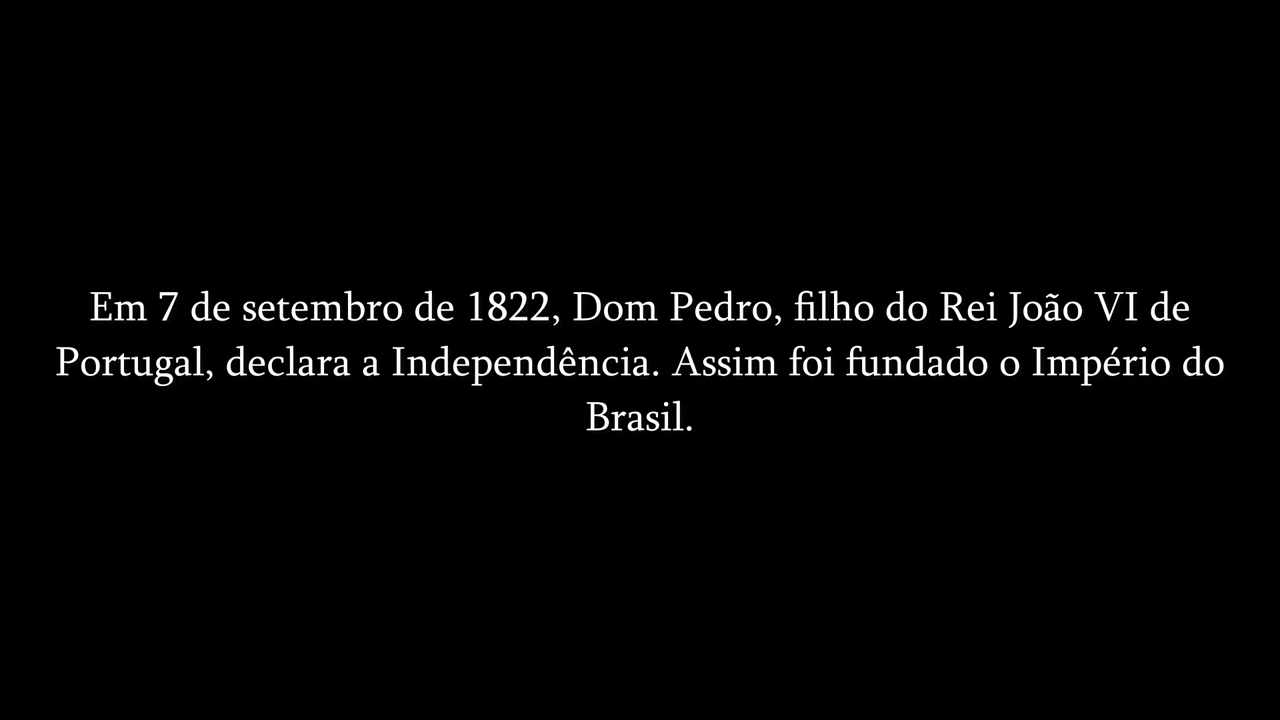 Em 7 de setembro de 1822, Dom Pedro, filho do Rei João VI de
Portugal, declara a Independência. Assim foi fundado o Império do
Brasil.